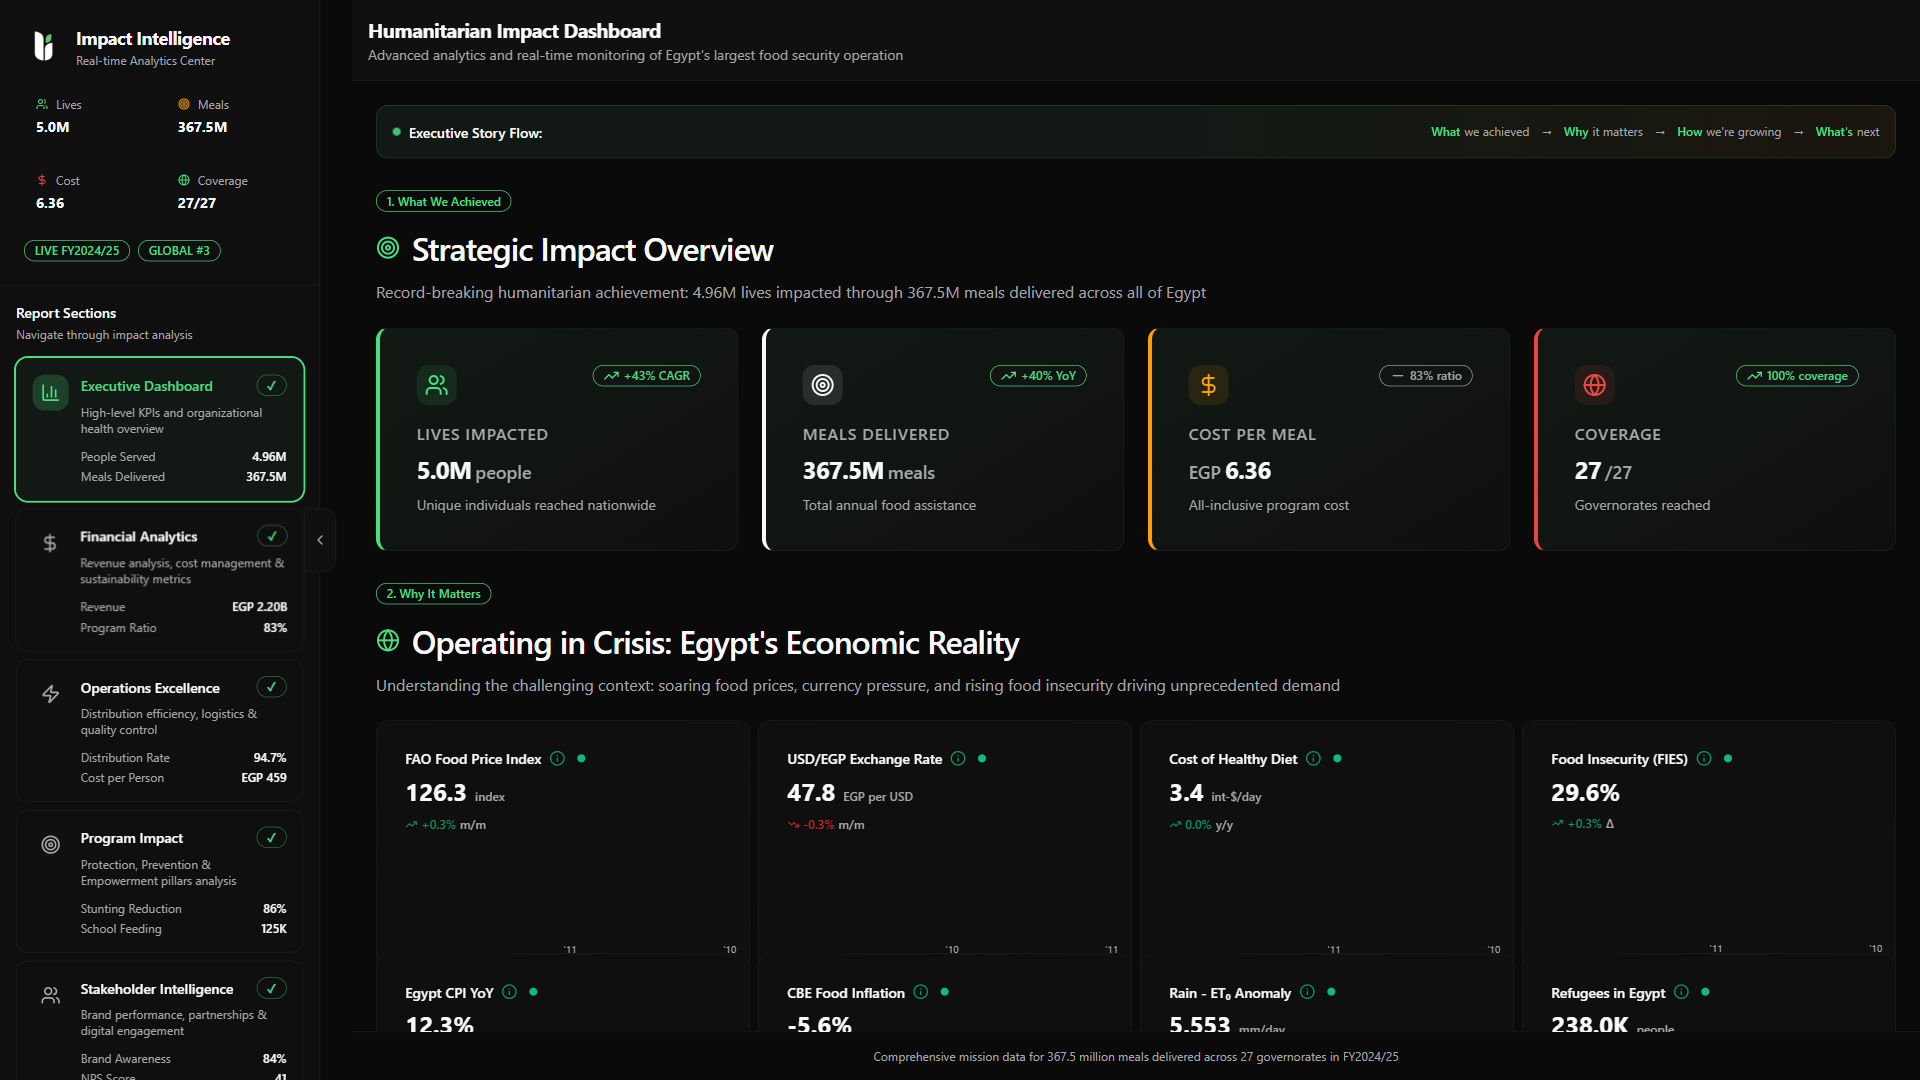 Impact Intelligence
Real-time Analytics Center
Lives
5.0M
Meals
367.5M
Cost
6.36
Coverage
27/27
LIVE FY2024/25
GLOBAL #3
Report Sections
Navigate through impact analysis
Executive Dashboard ✓
High-level KPIs and organizational
health overview
People Served 4.96M
Meals Delivered 367.5M
Financial Analytics ✓
Revenue analysis, cost management &
sustainability metrics
Revenue EGP 2.20B
Program Ratio 83%
Operations Excellence ✓
Distribution efficiency, logistics &
quality control
Distribution Rate 94.7%
Cost per Person EGP 459
Program Impact ✓
Protection, Prevention &
Empowerment pillars analysis
Stunting Reduction 86%
School Feeding 125K
Stakeholder Intelligence ✓
Brand performance, partnerships &
digital engagement
Brand Awareness 84%
NPS Score 41
Humanitarian Impact Dashboard
Advanced analytics and real-time monitoring of Egypt's largest food security operation
Executive Story Flow:
What we achieved → Why it matters → How we're growing → What's next
1. What We Achieved
Strategic Impact Overview
Record-breaking humanitarian achievement: 4.96M lives impacted through 367.5M meals delivered across all of Egypt
+43% CAGR
LIVES IMPACTED
5.0M people
Unique individuals reached nationwide
+40% YoY
MEALS DELIVERED
367.5M meals
Total annual food assistance
83% ratio
COST PER MEAL
EGP 6.36
All-inclusive program cost
100% coverage
COVERAGE
27 /27
Governorates reached
2. Why It Matters
Operating in Crisis: Egypt's Economic Reality
Understanding the challenging context: soaring food prices, currency pressure, and rising food insecurity driving unprecedented demand
FAO Food Price Index
126.3 index
+0.3% m/m
'11 '10
USD/EGP Exchange Rate
47.8 EGP per USD
-0.3% m/m
'10 '11
Cost of Healthy Diet
3.4 int-$/day
0.0% y/y
'11 '10
Food Insecurity (FIES)
29.6%
+0.3% Δ
'11 '10
Egypt CPI YoY
12.3%
CBE Food Inflation
-5.6%
Rain - ET₀ Anomaly
5.553 mm/day
Refugees in Egypt
238.0K people
Comprehensive mission data for 367.5 million meals delivered across 27 governorates in FY2024/25